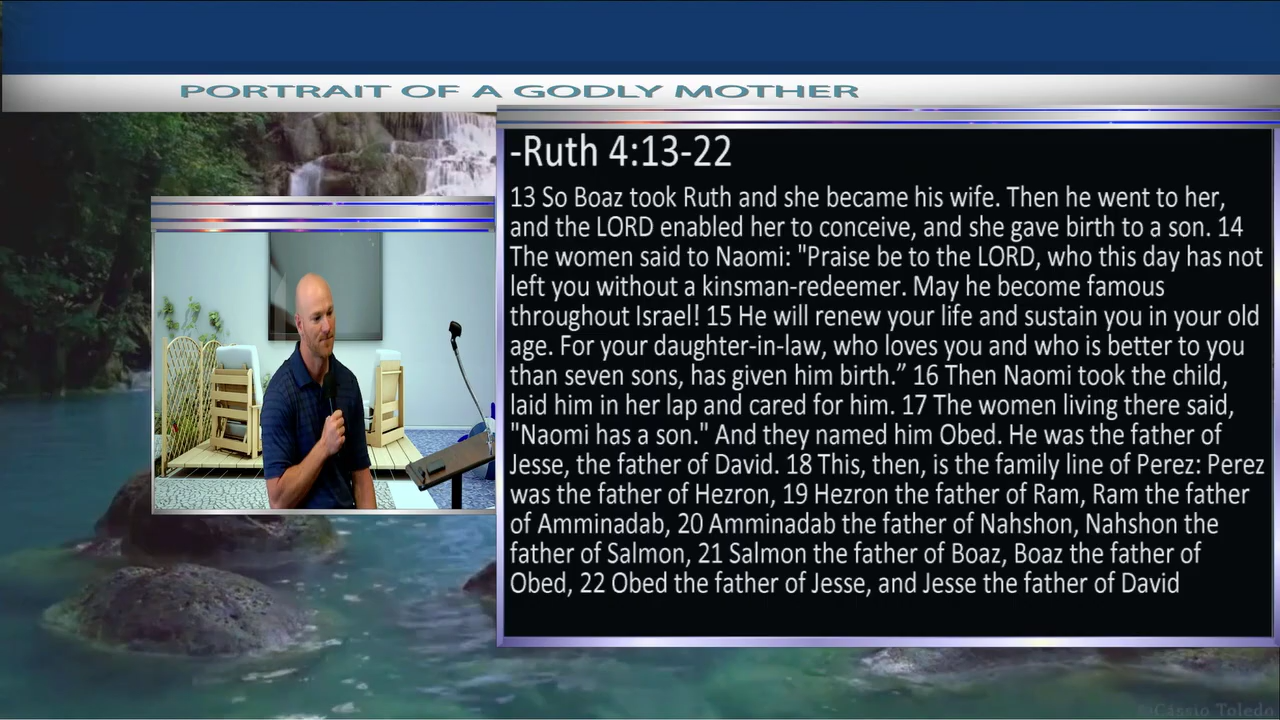 PORTRAIT OF A GODLY MOTHER
-Ruth 4:13-22
13 So Boaz took Ruth and she became his wife. Then he went to her,
and the LORD enabled her to conceive, and she gave birth to a son. 14
The women said to Naomi: "Praise be to the LORD, who this day has not
left you without a kinsman-redeemer. May he become famous
throughout Israel! 15 He will renew your life and sustain you in your old
age. For your daughter-in-law, who loves you and who is better to you
than seven sons, has given him birth.” 16 Then Naomi took the child,
laid him in her lap and cared for him. 17 The women living there said,
"Naomi has a son." And they named him Obed. He was the father of
Jesse, the father of David. 18 This, then, is the family line of Perez: Perez
was the father of Hezron, 19 Hezron the father of Ram, Ram the father
of Amminadab, 20 Amminadab the father of Nahshon, Nahshon the
father of Salmon, 21 Salmon the father of Boaz, Boaz the father of
Obed, 22 Obed the father of Jesse, and Jesse the father of David
©Cássio Toledo